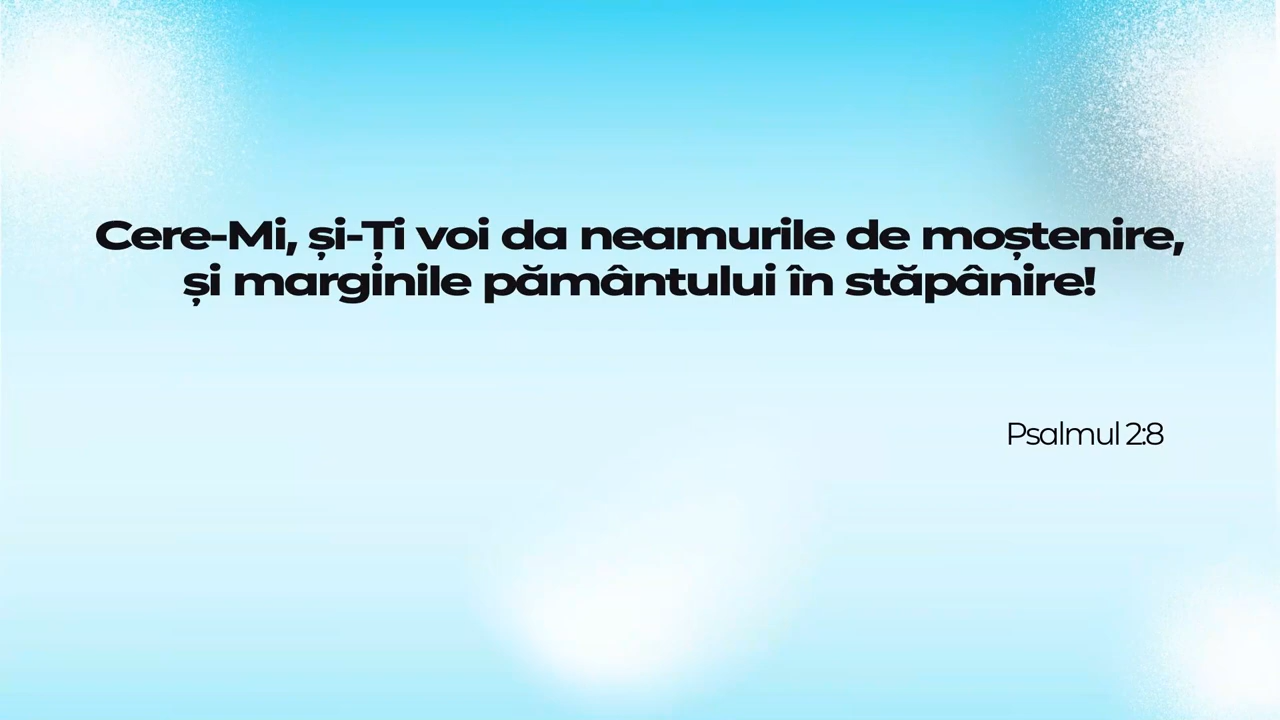 Cere-Mi, și-Ți voi da neamurile de moștenire,
și marginile pământului în stăpânire!
Psalmul 2:8